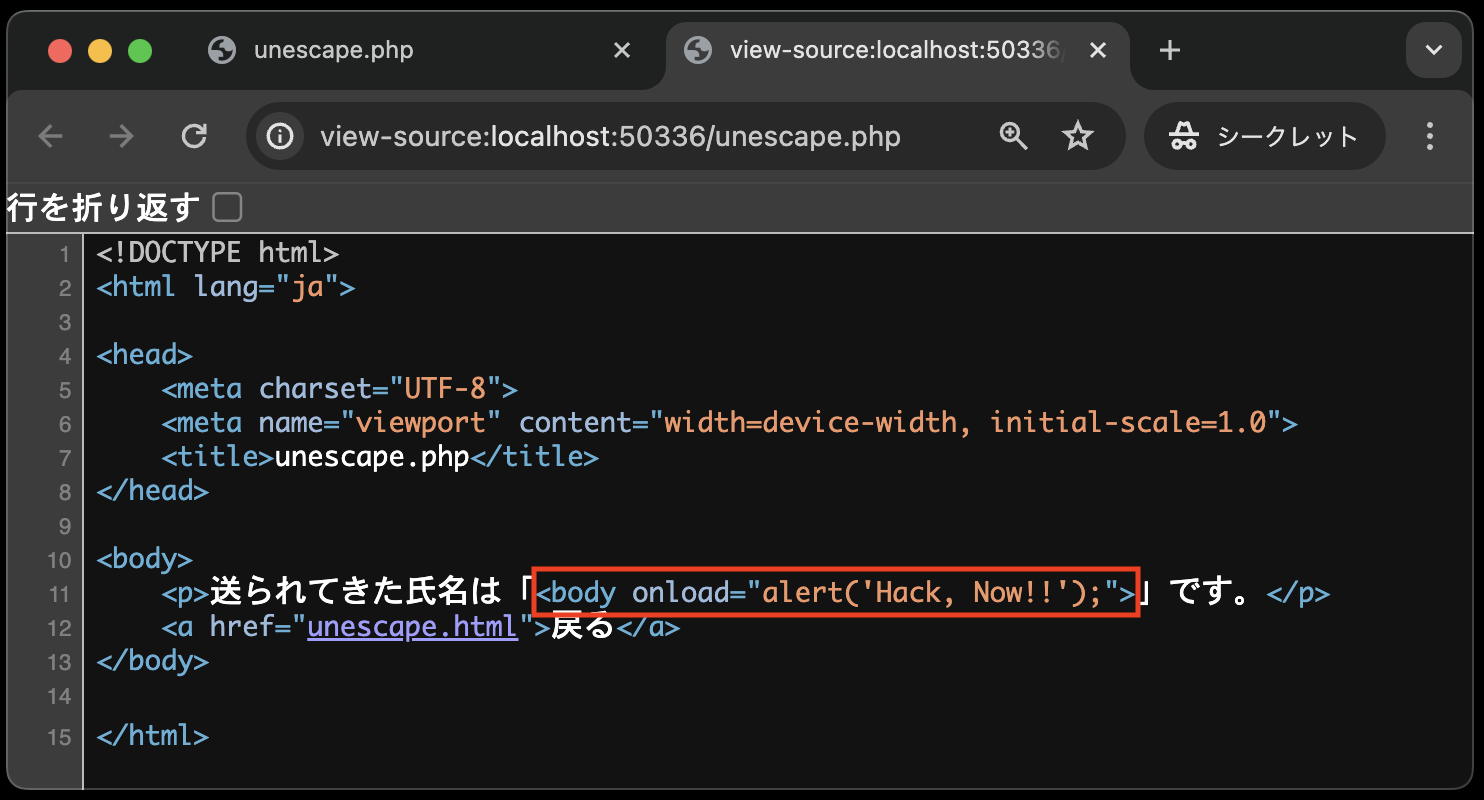 unescape.php
view-source:localhost:50336/
view-source:localhost:50336/unescape.php
シークレット
行を折り返す
1 <!DOCTYPE html>
2 <html lang="ja">
3
4 <head>
5 <meta charset="UTF-8">
6 <meta name="viewport" content="width=device-width, initial-scale=1.0">
7 <title>unescape.php</title>
8 </head>
9
10 <body>
11 <p>送られてきた氏名は「<body onload="alert('Hack, Now!!');">」です。</p>
12 <a href="unescape.html">戻る</a>
13 </body>
14
15 </html>